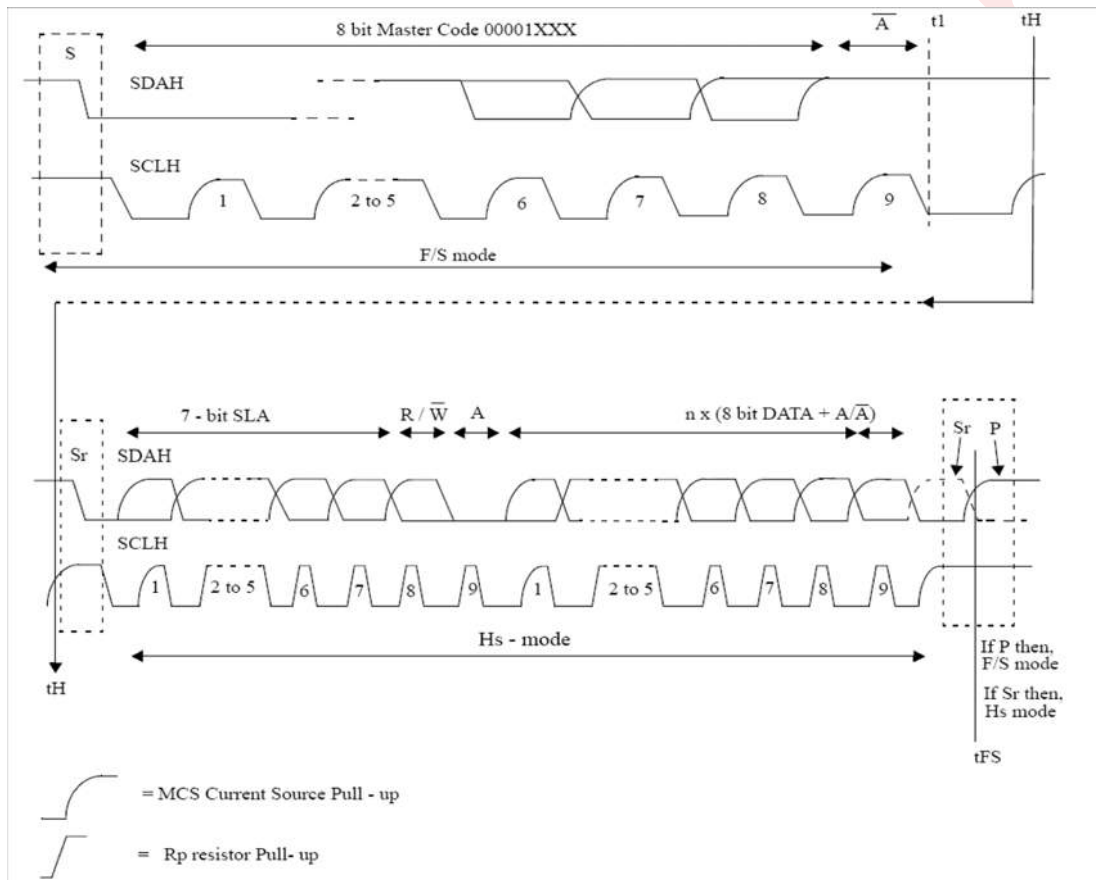 8 bit Master Code 00001XXX
A̅
t1
tH
S
SDAH
SCLH
1
2 to 5
6
7
8
9
F/S mode
7 - bit SLA
R / W̅
A
n x (8 bit DATA + A/A̅)
Sr
SDAH
Sr
P
SCLH
1
2 to 5
6
7
8
9
1
2 to 5
6
7
8
9
Hs - mode
tH
If P then,
F/S mode
If Sr then,
Hs mode
tFS
= MCS Current Source Pull - up
= Rp resistor Pull- up